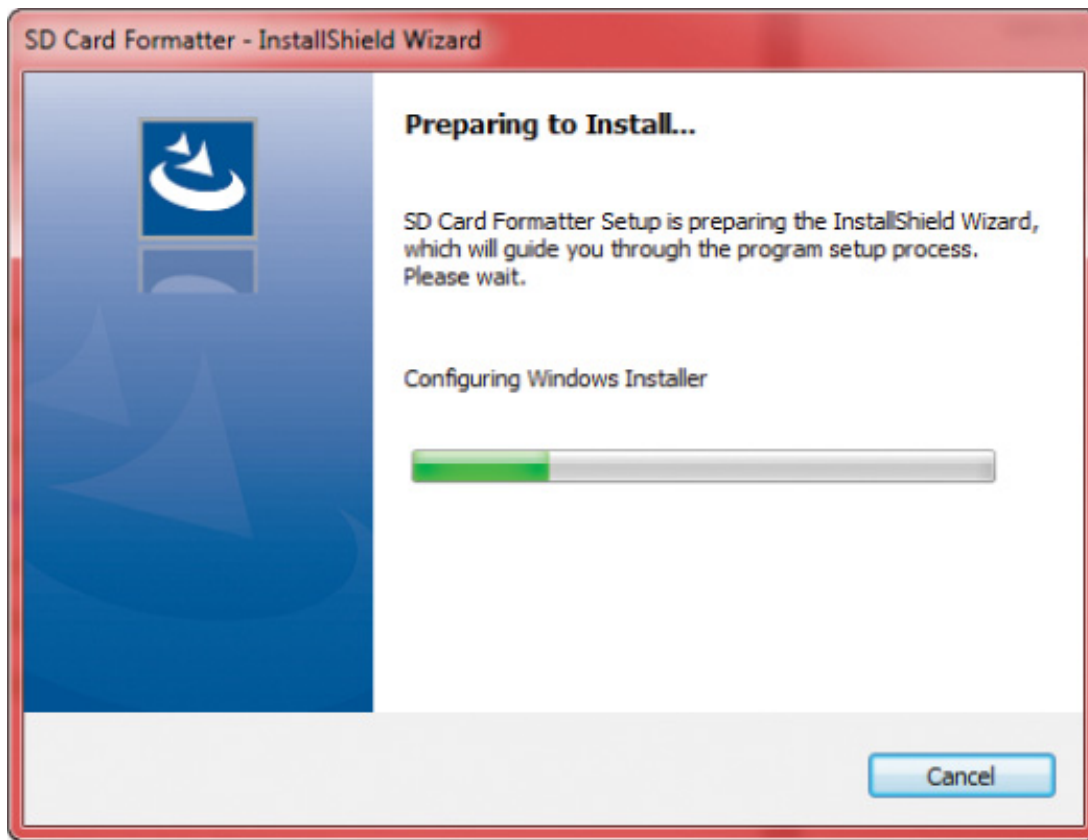 SD Card Formatter - InstallShield Wizard
Preparing to Install...
SD Card Formatter Setup is preparing the InstallShield Wizard,
which will guide you through the program setup process.
Please wait.
Configuring Windows Installer
Cancel